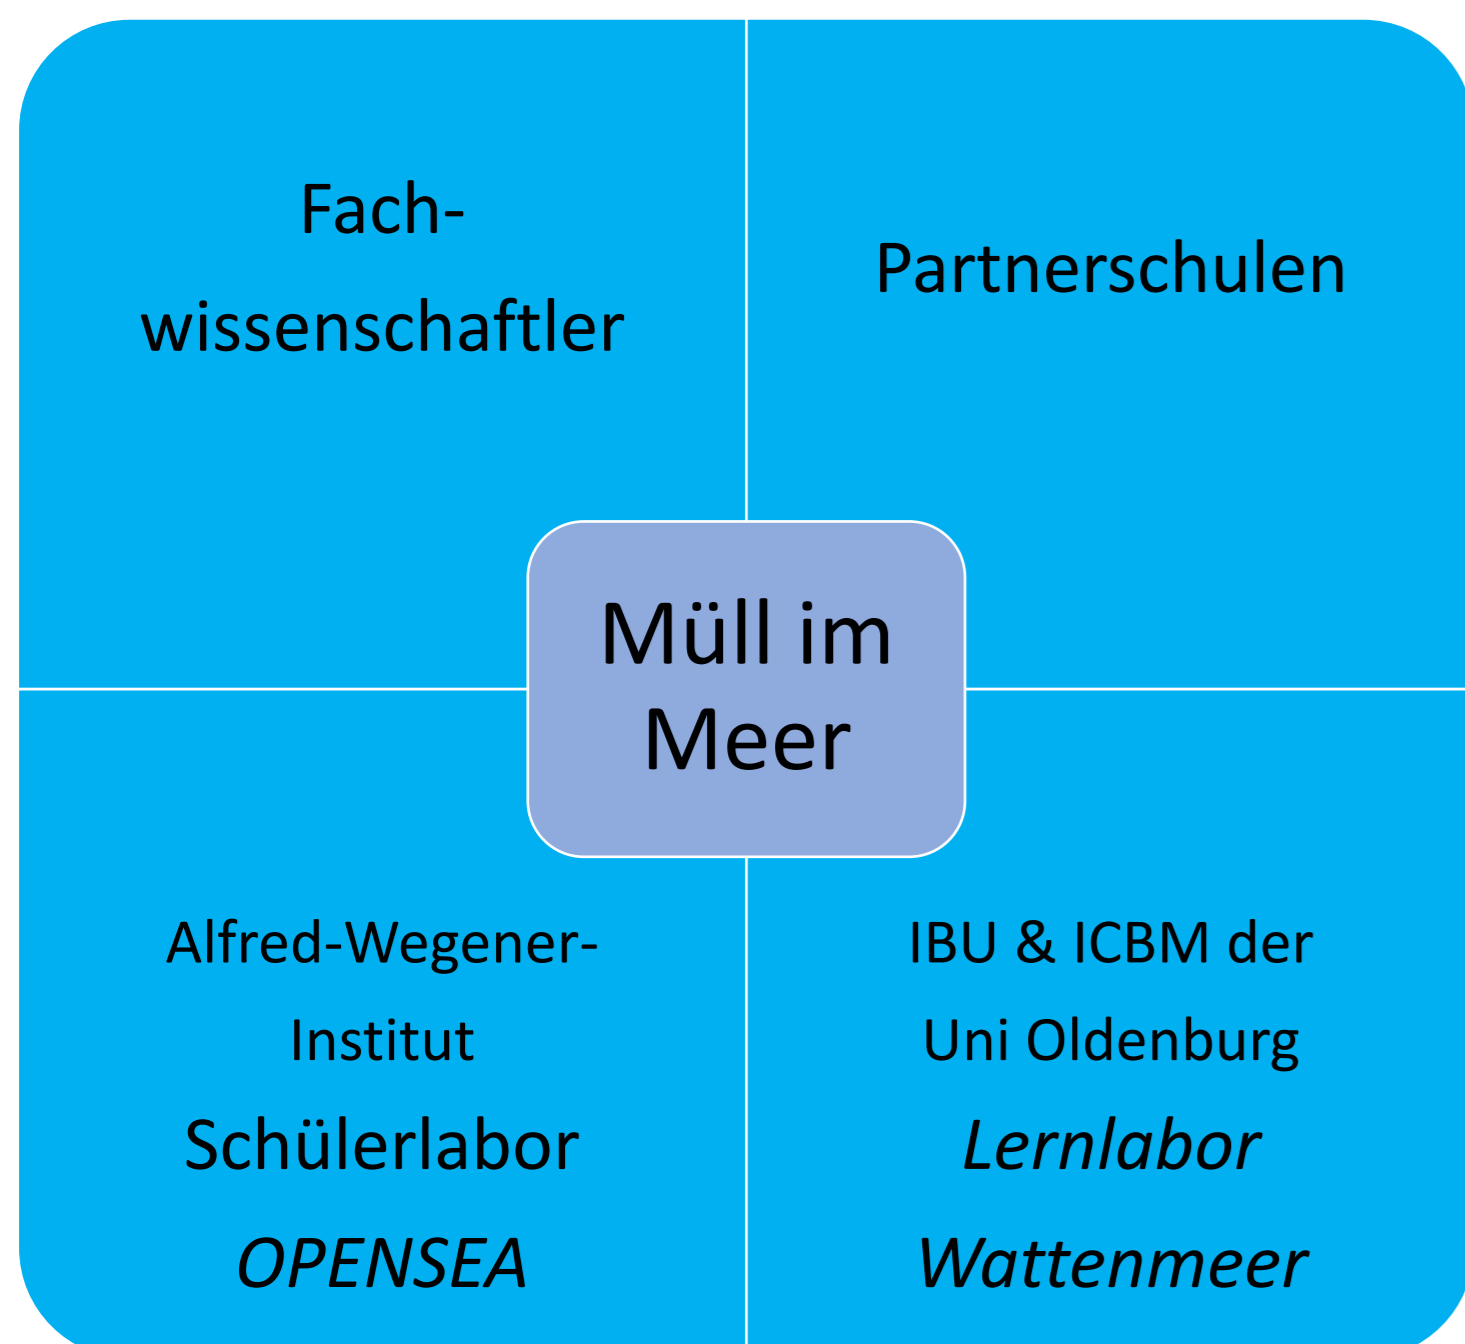 Fach-
wissenschaftler
Partnerschulen
Müll im
Meer
Alfred-Wegener-
Institut
Schülerlabor
OPENSEA
IBU & ICBM der
Uni Oldenburg
Lernlabor
Wattenmeer